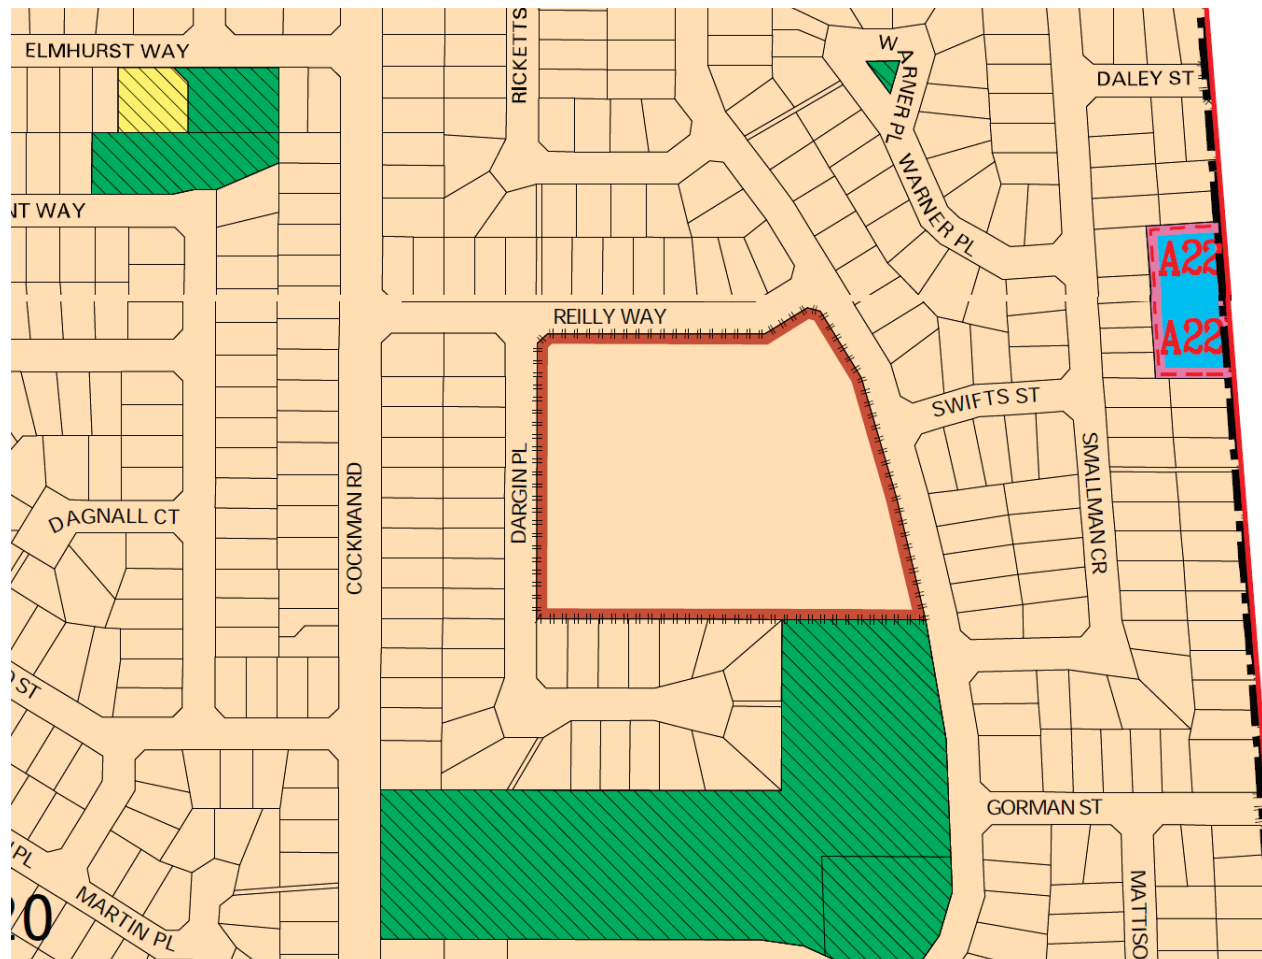 ELMHURST WAY
RICKETTS
WARNER PL
DALEY ST
WARNER PL
NT WAY
A22
A22
REILLY WAY
SWIFTS ST
DARGIN PL
SMALLMAN CR
COCKMAN RD
DAGNALL CT
ST
GORMAN ST
PL
MARTIN PL
MATTISO
20